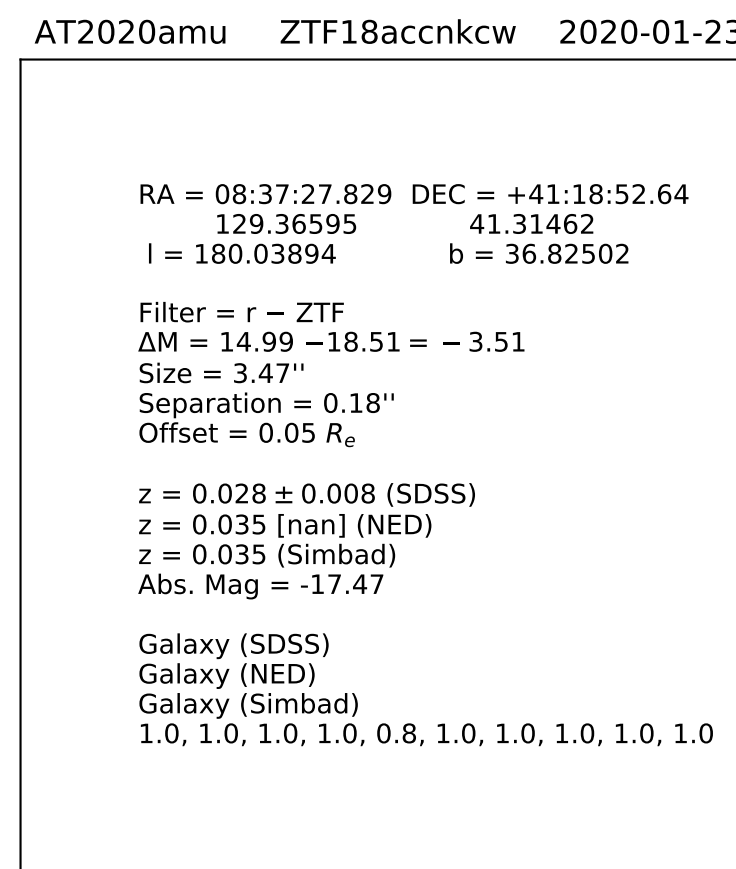 AT2020amu ZTF18accnkcw 2020-01-23
RA = 08:37:27.829 DEC = +41:18:52.64
129.36595 41.31462
l = 180.03894 b = 36.82502
Filter = r − ZTF
ΔM = 14.99 −18.51 = − 3.51
Size = 3.47''
Separation = 0.18''
Offset = 0.05 Re
z = 0.028 ± 0.008 (SDSS)
z = 0.035 [nan] (NED)
z = 0.035 (Simbad)
Abs. Mag = -17.47
Galaxy (SDSS)
Galaxy (NED)
Galaxy (Simbad)
1.0, 1.0, 1.0, 1.0, 0.8, 1.0, 1.0, 1.0, 1.0, 1.0